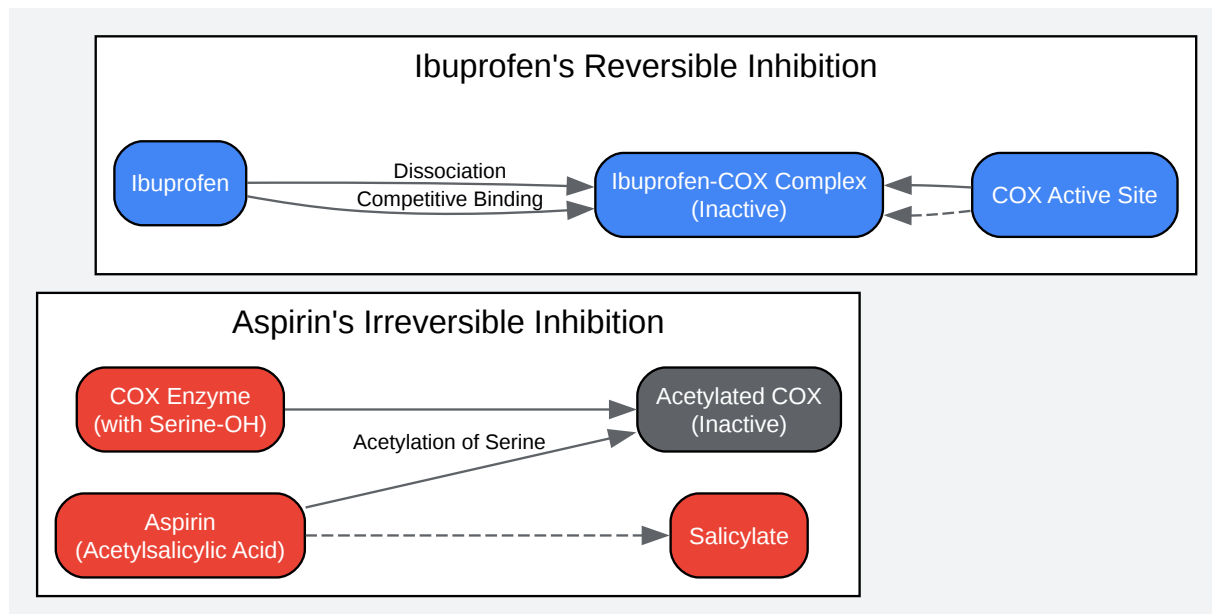 Ibuprofen's Reversible Inhibition
Ibuprofen
Dissociation
Competitive Binding
Ibuprofen-COX Complex
(Inactive)
COX Active Site
Aspirin's Irreversible Inhibition
COX Enzyme
(with Serine-OH)
Acetylation of Serine
Acetylated COX
(Inactive)
Aspirin
(Acetylsalicylic Acid)
Salicylate